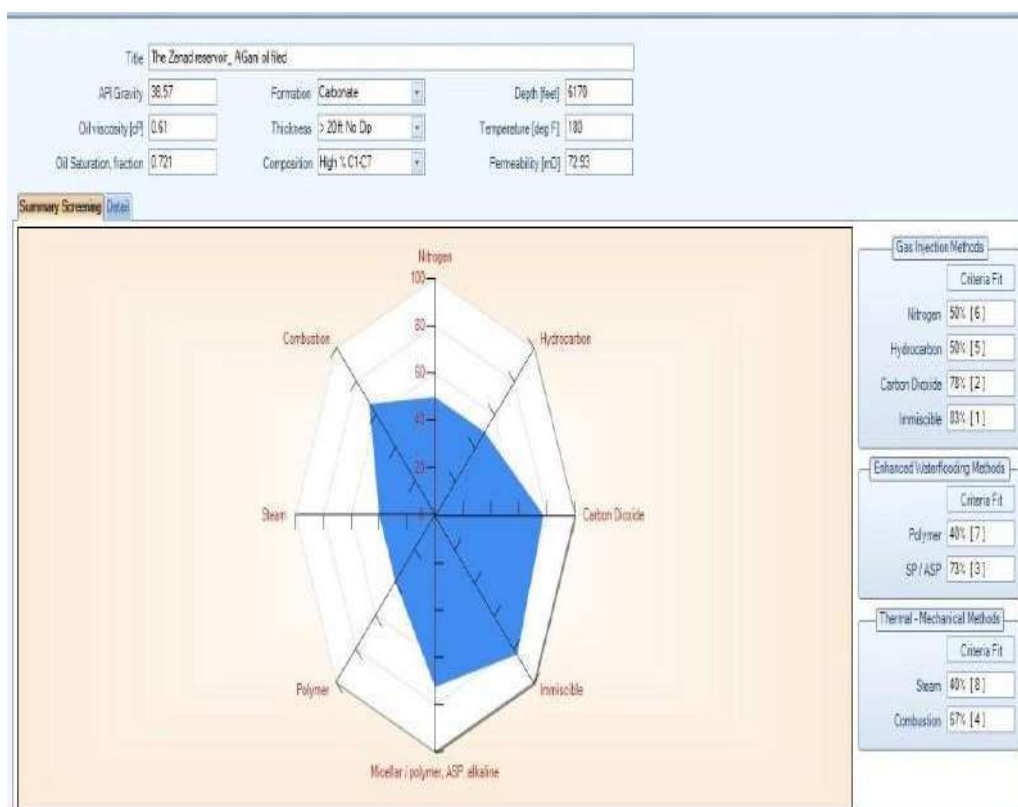 Title The Zenad reservoir_ AlGani oil filed
API Gravity 38.57 Formation Carbonate Depth [feet] 6170
Oil viscosity [cP] 0.61 Thickness > 20ft No Dip Temperature [deg F] 180
Oil Saturation, fraction 0.721 Composition High % C1-C7 Permeability [mD] 72.93
Summary Screening Detail
Nitrogen
100
Combustion
80
Hydrocarbon
60
40
20
Steam
0
Carbon Dioxide
Polymer
Immiscible
Micellar / polymer, ASP, alkaline
Gas Injection Methods
Criteria Fit
Nitrogen 50% [6]
Hydrocarbon 50% [5]
Carbon Dioxide 78% [2]
Immiscible 83% [1]
Enhanced Waterflooding Methods
Criteria Fit
Polymer 40% [7]
SP / ASP 73% [3]
Thermal - Mechanical Methods
Criteria Fit
Steam 40% [8]
Combustion 67% [4]